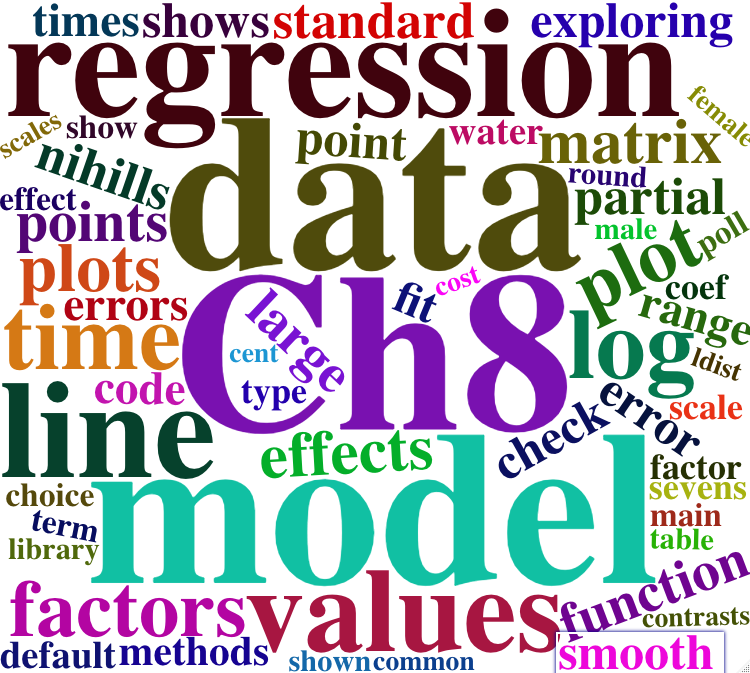 times shows standard exploring
regression
scales show point water matrix female
nihills data round
effect points partial
male plot poll
plots errors cost coef
time Ch8 large fit log range
cent type ldist
line code check error scale
effects factor
choice model sevens
term main
library table
factors values function
contrasts
default methods shown common smooth